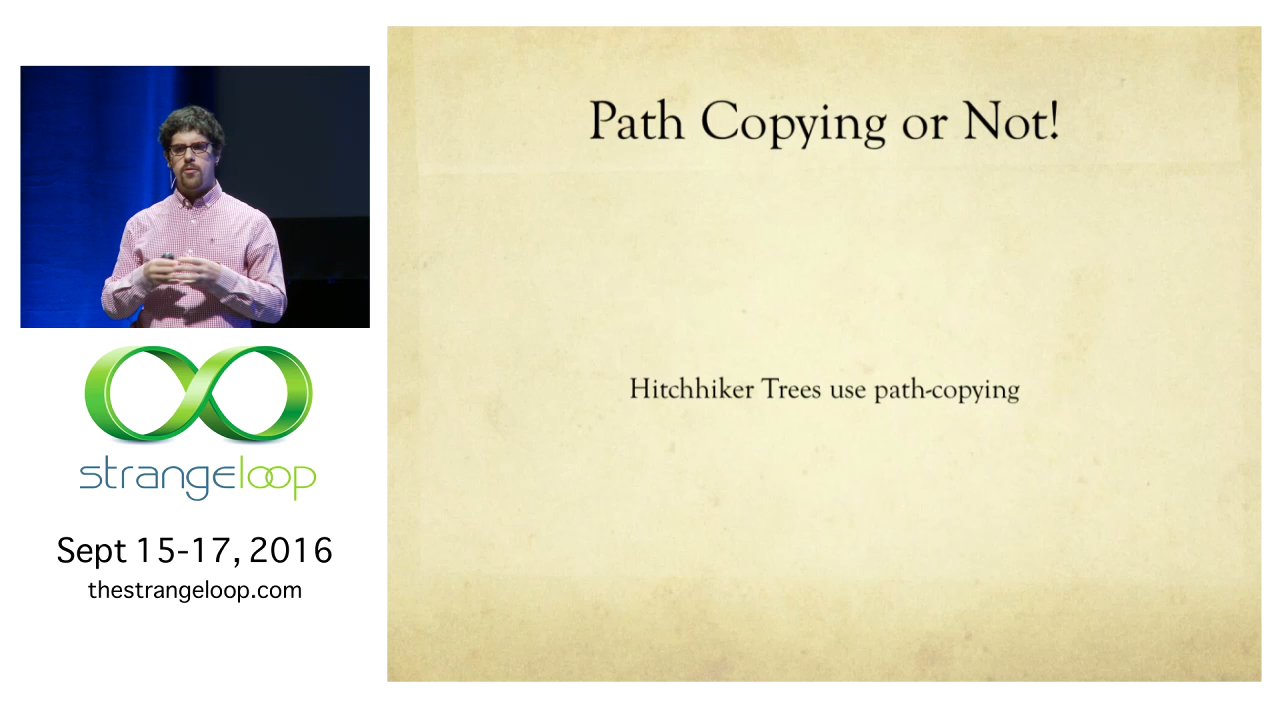 Path Copying or Not!
Hitchhiker Trees use path-copying
strangeloop
Sept 15-17, 2016
thestrangeloop.com